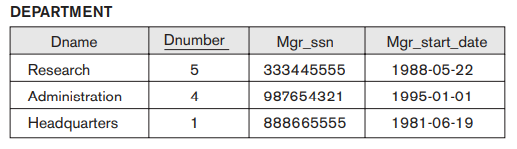 DEPARTMENT
Dname Dnumber Mgr_ssn Mgr_start_date
Research 5 333445555 1988-05-22
Administration 4 987654321 1995-01-01
Headquarters 1 888665555 1981-06-19